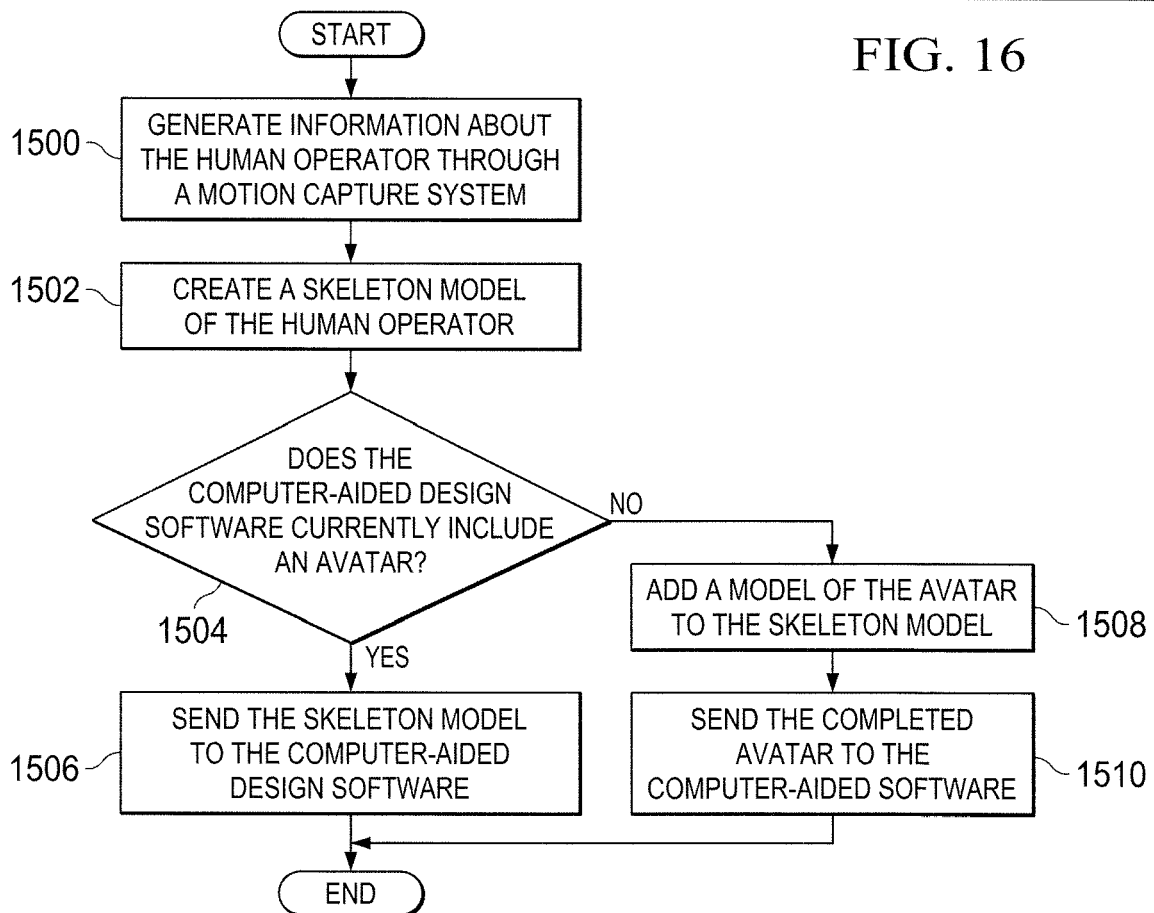 FIG. 16
START
1500
GENERATE INFORMATION ABOUT
THE HUMAN OPERATOR THROUGH
A MOTION CAPTURE SYSTEM
1502
CREATE A SKELETON MODEL
OF THE HUMAN OPERATOR
DOES THE
COMPUTER-AIDED DESIGN
SOFTWARE CURRENTLY INCLUDE
AN AVATAR?
1504
NO
YES
SEND THE SKELETON MODEL
TO THE COMPUTER-AIDED
DESIGN SOFTWARE
1506
ADD A MODEL OF THE AVATAR
TO THE SKELETON MODEL
1508
SEND THE COMPLETED
AVATAR TO THE
COMPUTER-AIDED SOFTWARE
1510
END